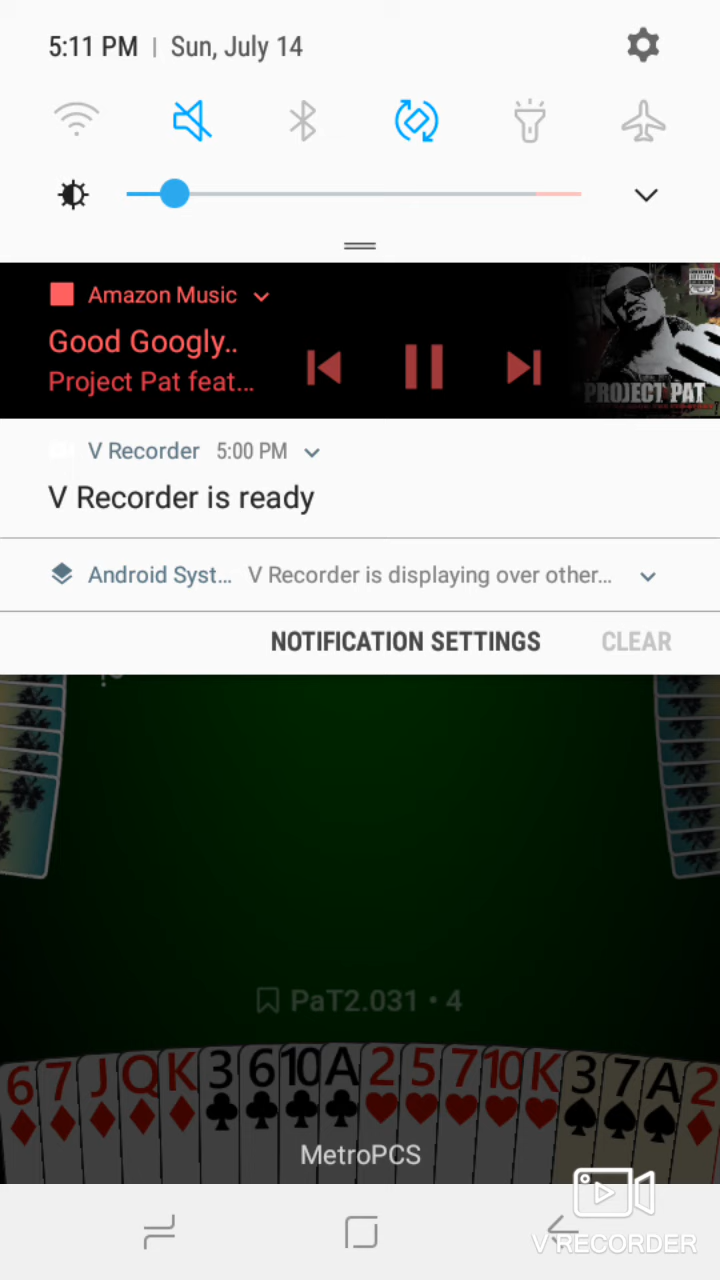 5:11 PM | Sun, July 14
Amazon Music
Good Googly..
Project Pat feat...
PROJECT PAT
V Recorder 5:00 PM
V Recorder is ready
Android Syst... V Recorder is displaying over other...
NOTIFICATION SETTINGS CLEAR
PaT2.031 • 4
6 7 J Q K 3 6 10 A 2 5 7 10 K 3 7 A 2
MetroPCS
V RECORDER